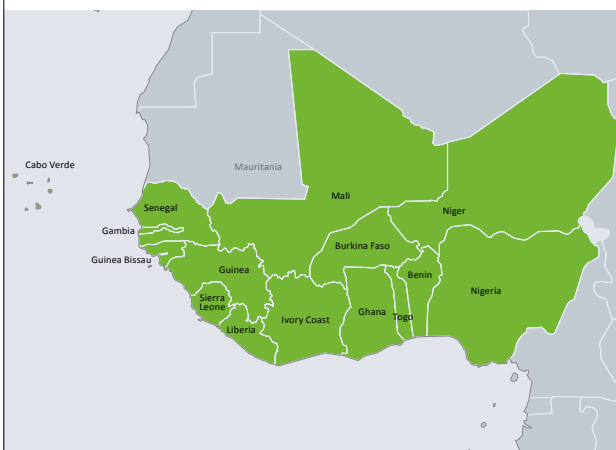 Cabo Verde
Mauritania
Mali
Senegal
Niger
Gambia
Burkina Faso
Guinea Bissau
Guinea
Benin
Nigeria
Sierra
Leone
Ghana
Togo
Ivory Coast
Liberia